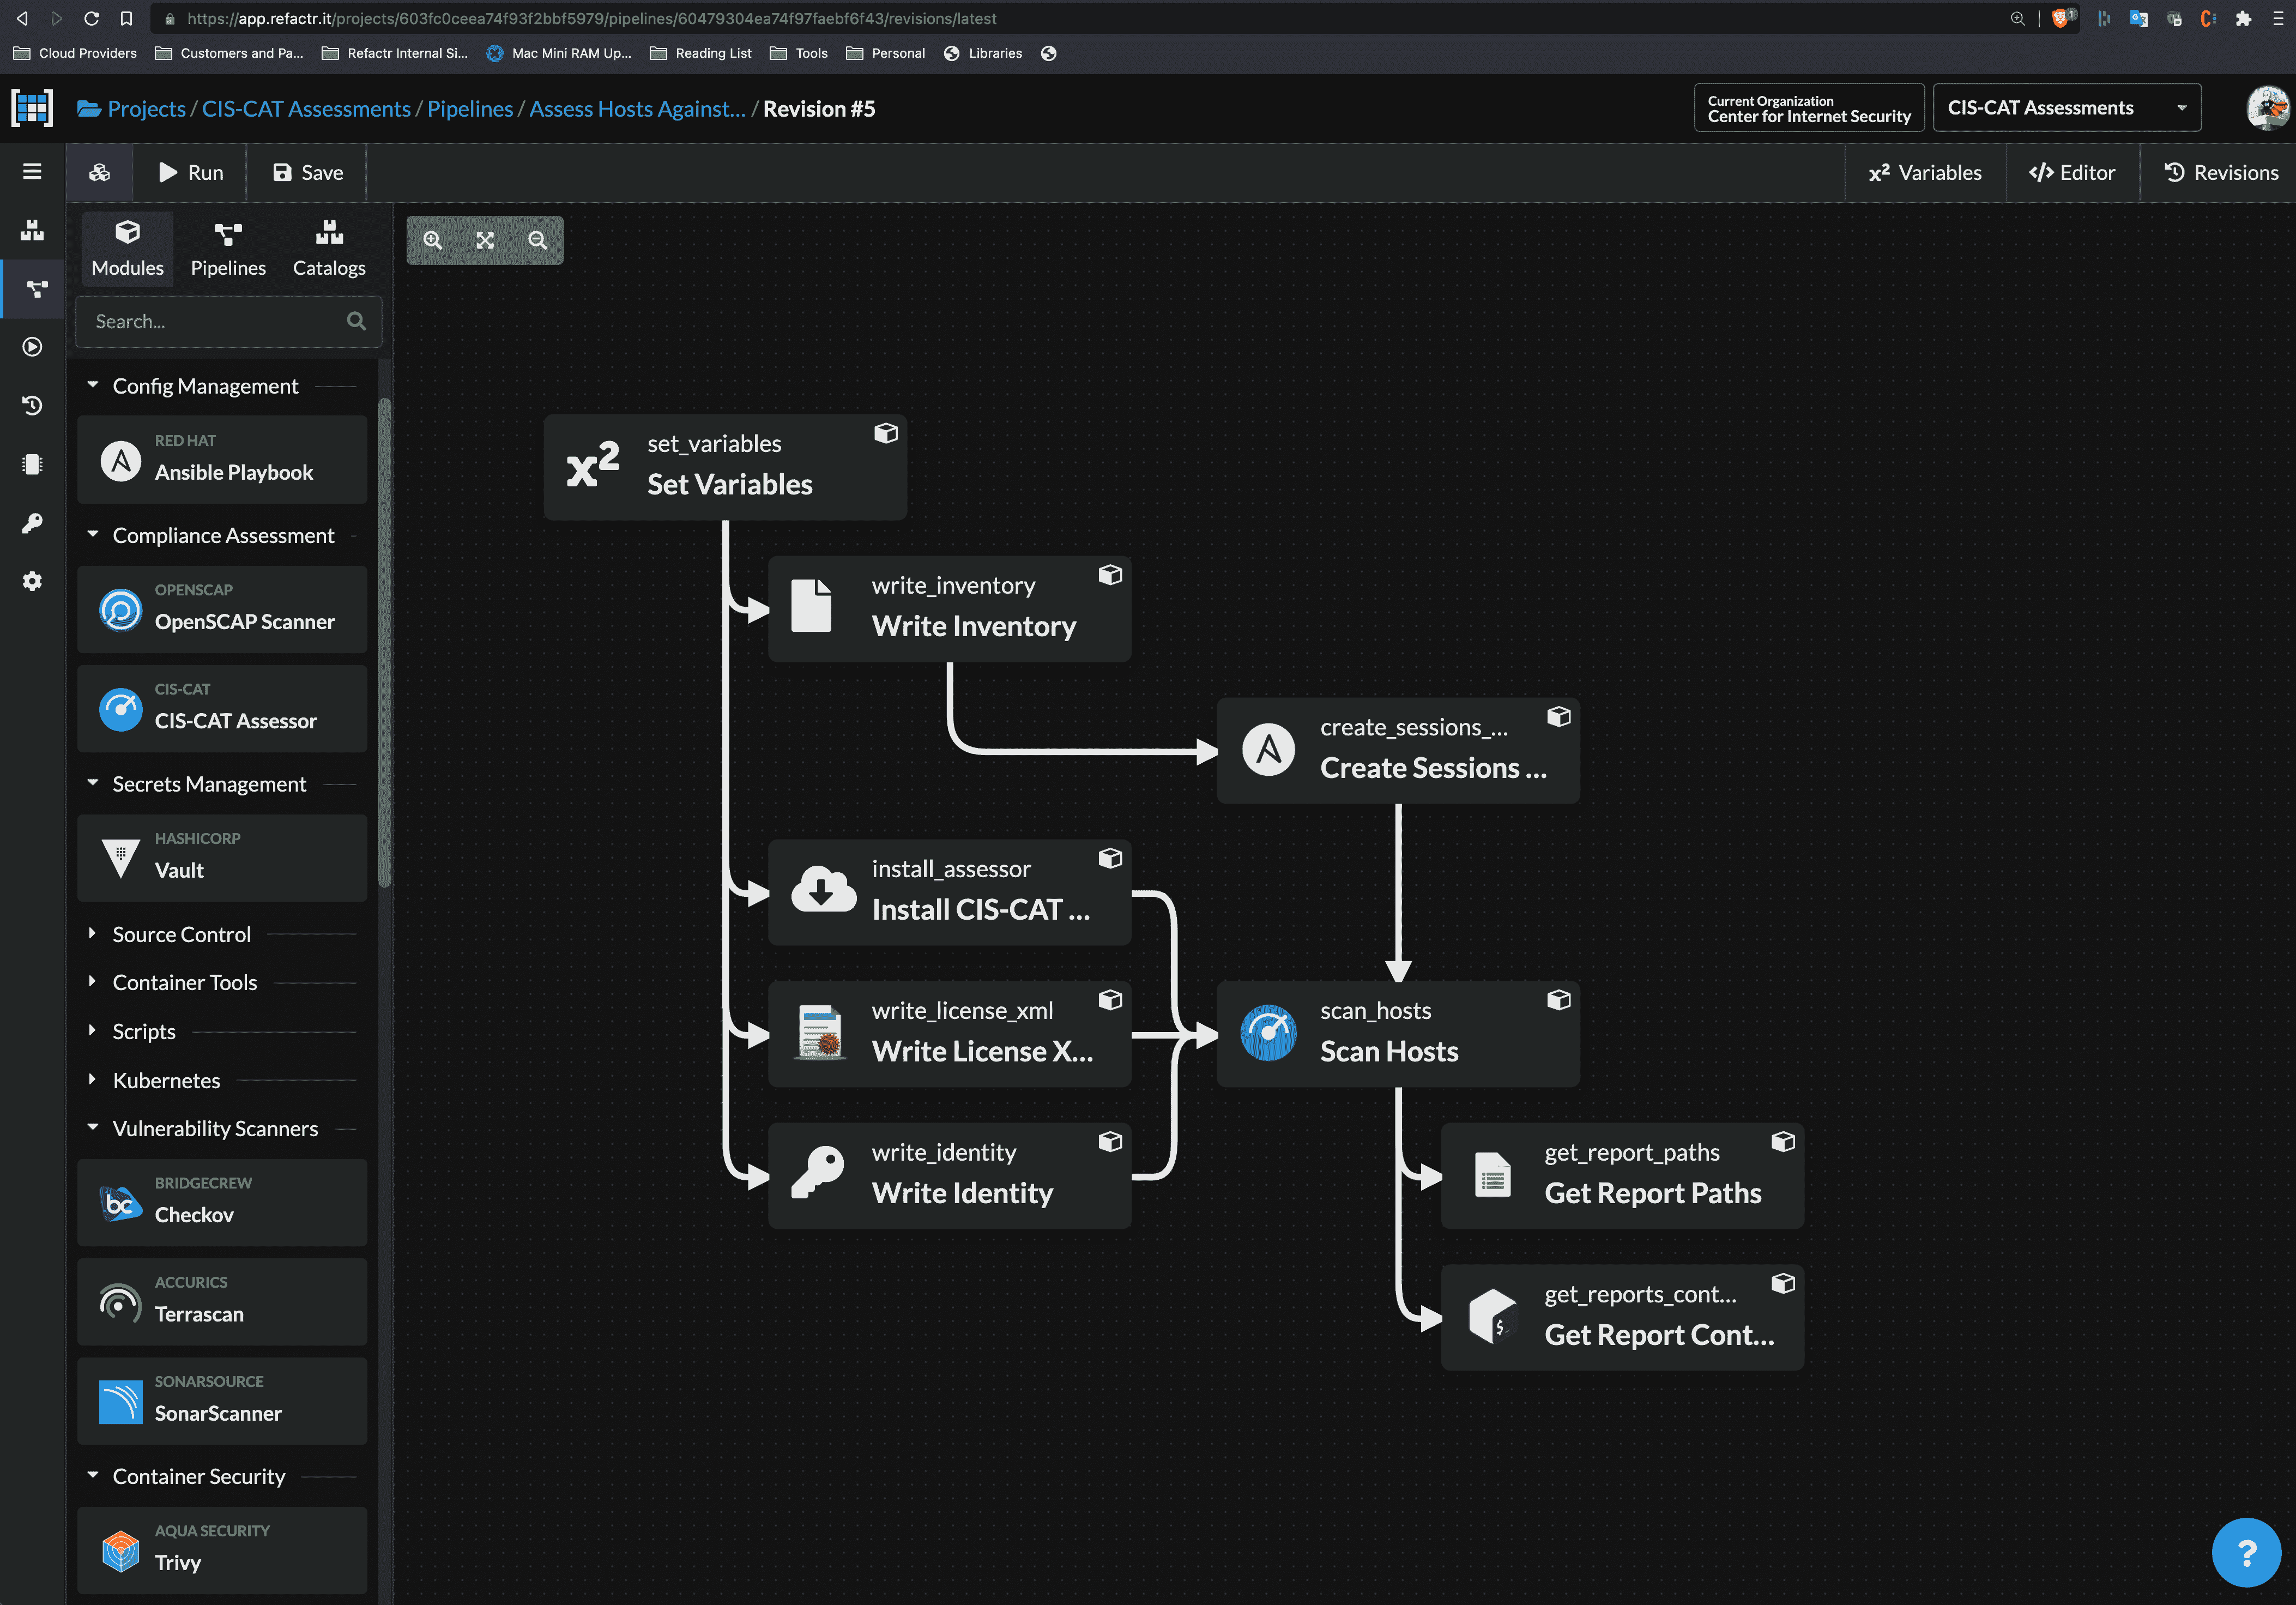 https://app.refactr.it/projects/603fc0ceea74f93f2bbf5979/pipelines/60479304ea74f97faebf6f43/revisions/latest
1
Cloud Providers
Customers and Pa...
Refactr Internal Si...
Mac Mini RAM Up...
Reading List
Tools
Personal
Libraries
Projects / CIS-CAT Assessments / Pipelines / Assess Hosts Against... / Revision #5
Current Organization
Center for Internet Security
CIS-CAT Assessments
Run
Save
x² Variables
</> Editor
Revisions
Modules
Pipelines
Catalogs
Search...
Config Management
RED HAT
Ansible Playbook
Compliance Assessment
OPENSCAP
OpenSCAP Scanner
CIS-CAT
CIS-CAT Assessor
Secrets Management
HASHICORP
Vault
Source Control
Container Tools
Scripts
Kubernetes
Vulnerability Scanners
BRIDGECREW
bc
Checkov
ACCURICS
Terrascan
SONARSOURCE
SonarScanner
Container Security
AQUA SECURITY
Trivy
x²
set_variables
Set Variables
write_inventory
Write Inventory
create_sessions_...
Create Sessions ...
install_assessor
Install CIS-CAT ...
write_license_xml
Write License X...
scan_hosts
Scan Hosts
write_identity
Write Identity
get_report_paths
Get Report Paths
get_reports_cont...
Get Report Cont...
?